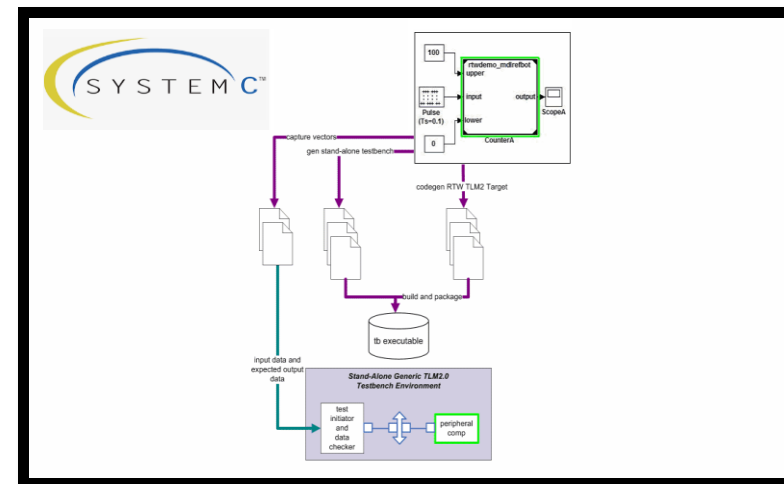 SYSTEMC™
100
rtwdemo_mdlrefbot
upper
input
output
Pulse
(Ts=0.1)
ScopeA
lower
0
CounterA
capture vectors
gen stand-alone testbench
codegen RTW TLM2 Target
build and package
tb executable
input data and
expected output
data
Stand-Alone Generic TLM2.0
Testbench Environment
test
initiator
and
data
checker
peripheral
comp